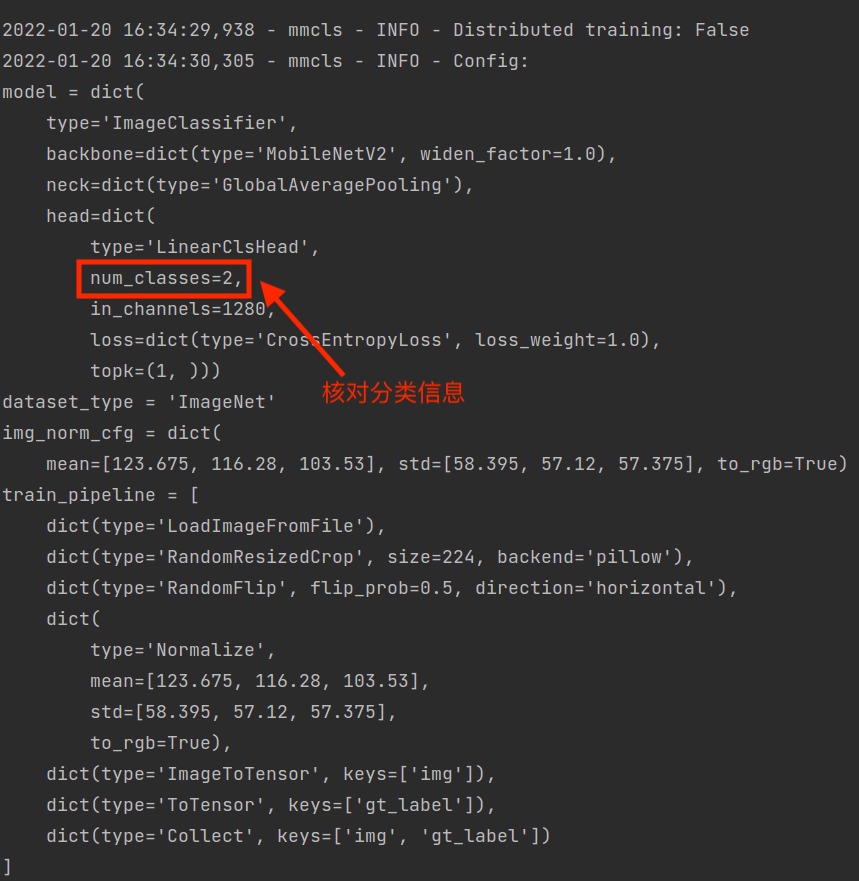 2022-01-20 16:34:29,938 - mmcls - INFO - Distributed training: False
2022-01-20 16:34:30,305 - mmcls - INFO - Config:
model = dict(
    type='ImageClassifier',
    backbone=dict(type='MobileNetV2', widen_factor=1.0),
    neck=dict(type='GlobalAveragePooling'),
    head=dict(
        type='LinearClsHead',
        num_classes=2,
        in_channels=1280,
        loss=dict(type='CrossEntropyLoss', loss_weight=1.0),
        topk=(1, )))
核对分类信息
dataset_type = 'ImageNet'
img_norm_cfg = dict(
    mean=[123.675, 116.28, 103.53], std=[58.395, 57.12, 57.375], to_rgb=True)
train_pipeline = [
    dict(type='LoadImageFromFile'),
    dict(type='RandomResizedCrop', size=224, backend='pillow'),
    dict(type='RandomFlip', flip_prob=0.5, direction='horizontal'),
    dict(
        type='Normalize',
        mean=[123.675, 116.28, 103.53],
        std=[58.395, 57.12, 57.375],
        to_rgb=True),
    dict(type='ImageToTensor', keys=['img']),
    dict(type='ToTensor', keys=['gt_label']),
    dict(type='Collect', keys=['img', 'gt_label'])
]